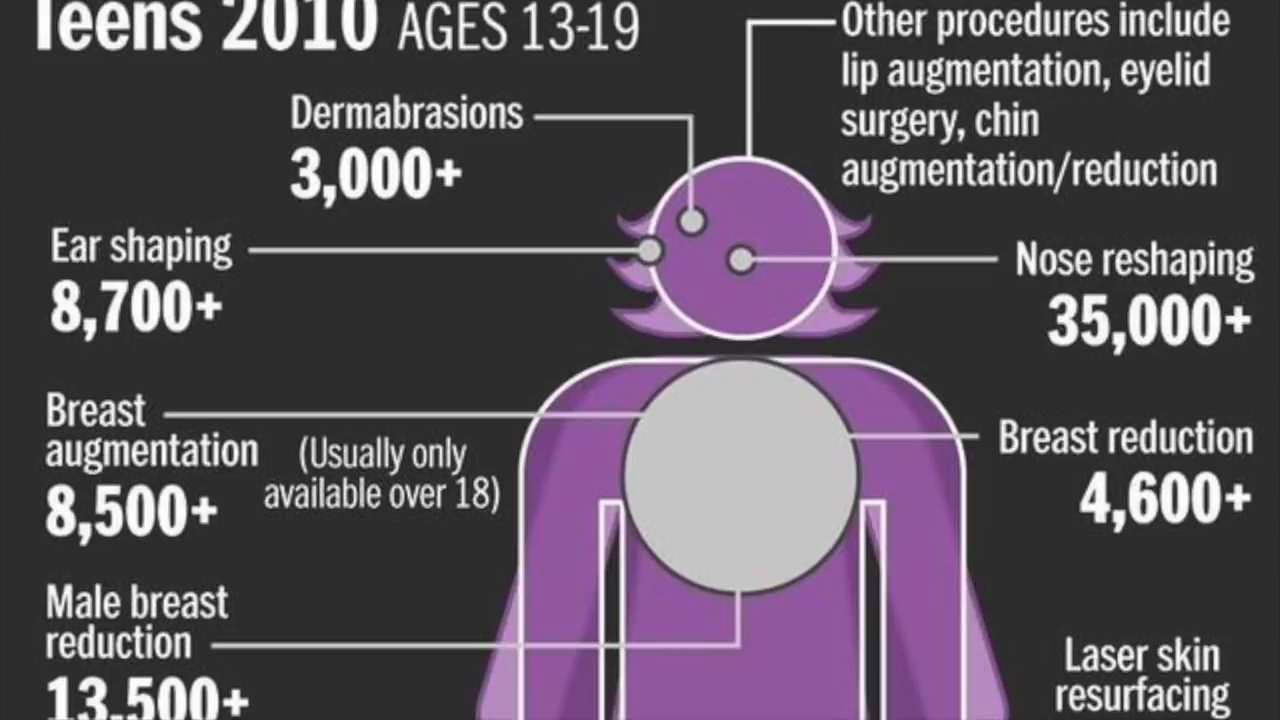 Teens 2010 AGES 13-19
Other procedures include
lip augmentation, eyelid
surgery, chin
augmentation/reduction
Dermabrasions
3,000+
Ear shaping
8,700+
Nose reshaping
35,000+
Breast
augmentation
8,500+
(Usually only
available over 18)
Breast reduction
4,600+
Male breast
reduction
13,500+
Laser skin
resurfacing